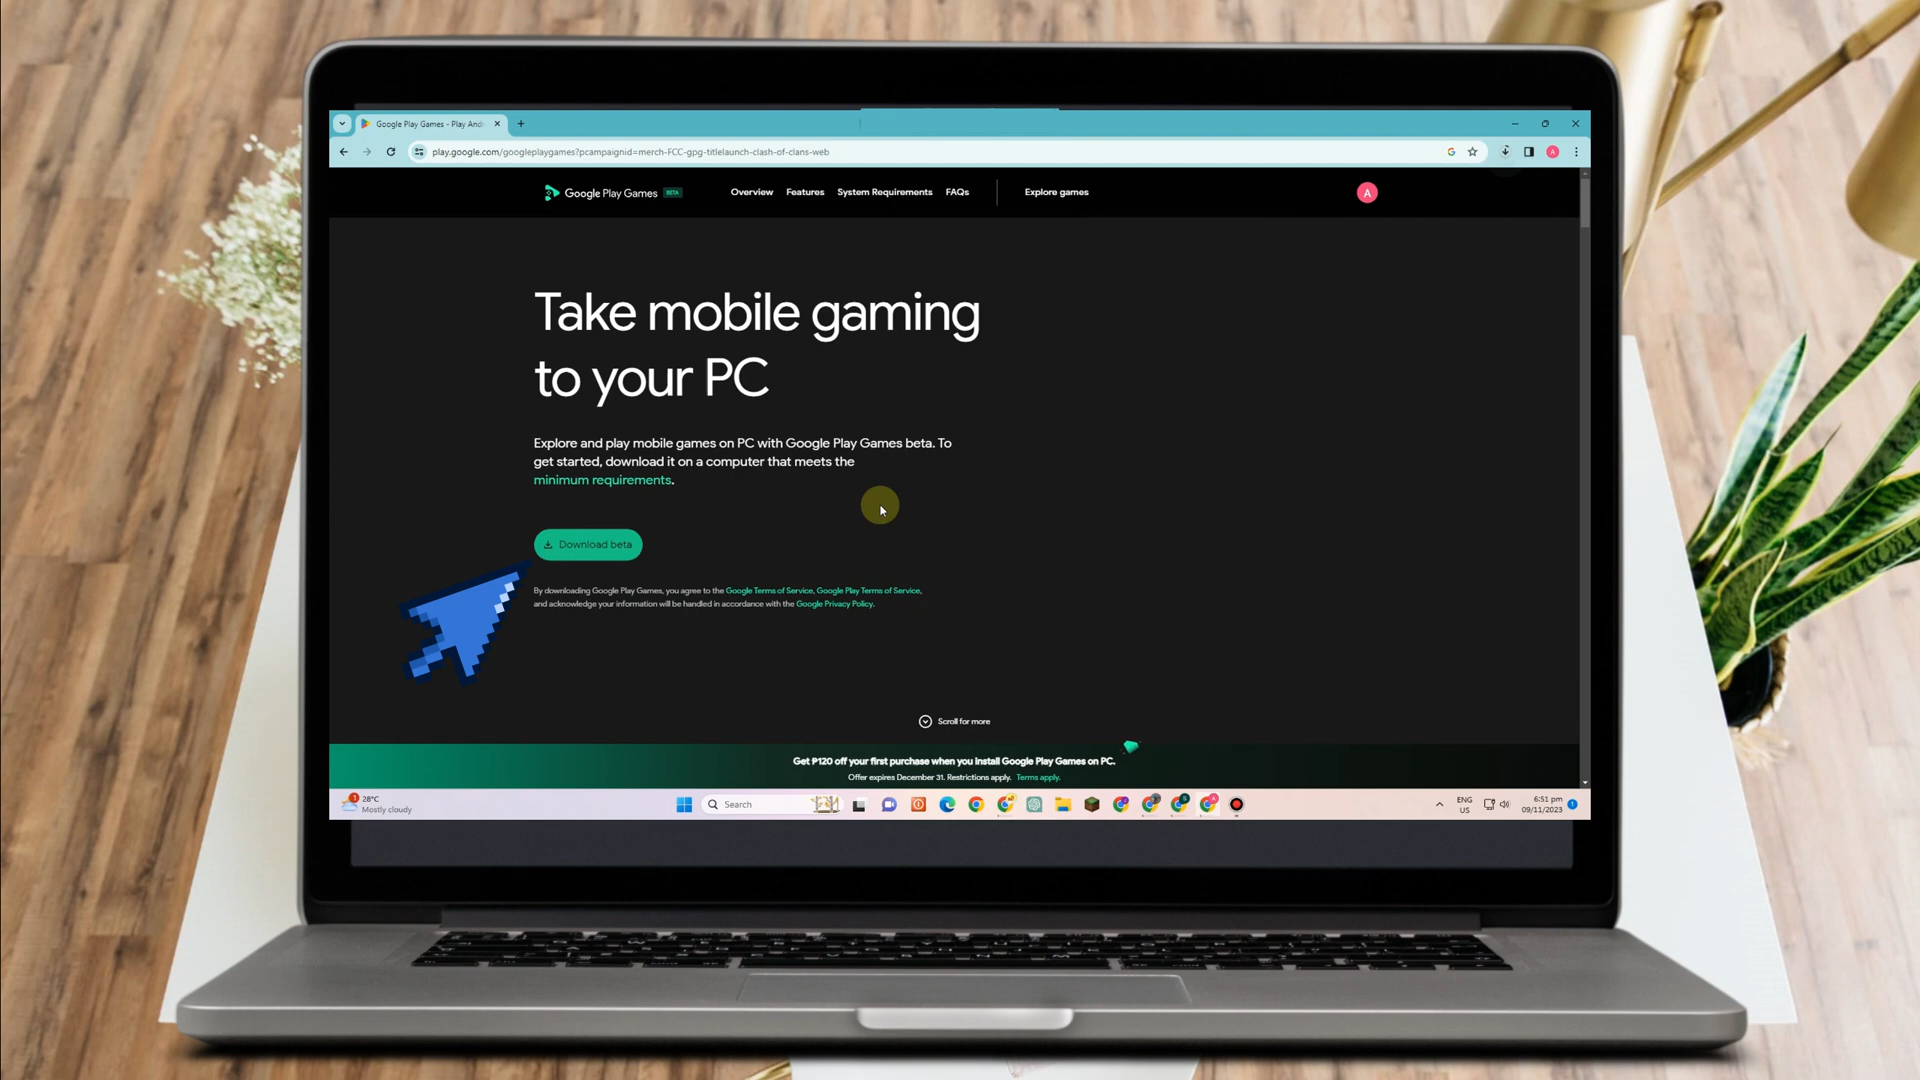 Google Play Games - Play And
play.google.com/googleplaygames?pcampaignid=merch-FCC-gpg-titlelaunch-clash-of-clans-web
Google Play Games BETA Overview Features System Requirements FAQs Explore games A
Take mobile gaming
to your PC
Explore and play mobile games on PC with Google Play Games beta. To
get started, download it on a computer that meets the
minimum requirements.
Download beta
By downloading Google Play Games, you agree to the Google Terms of Service, Google Play Terms of Service,
and acknowledge your information will be handled in accordance with the Google Privacy Policy.
Scroll for more
Get ₱120 off your first purchase when you install Google Play Games on PC.
Offer expires December 31. Restrictions apply. Terms apply.
1 28°C
Mostly cloudy
Search
ENG
US
6:51 pm
09/11/2023